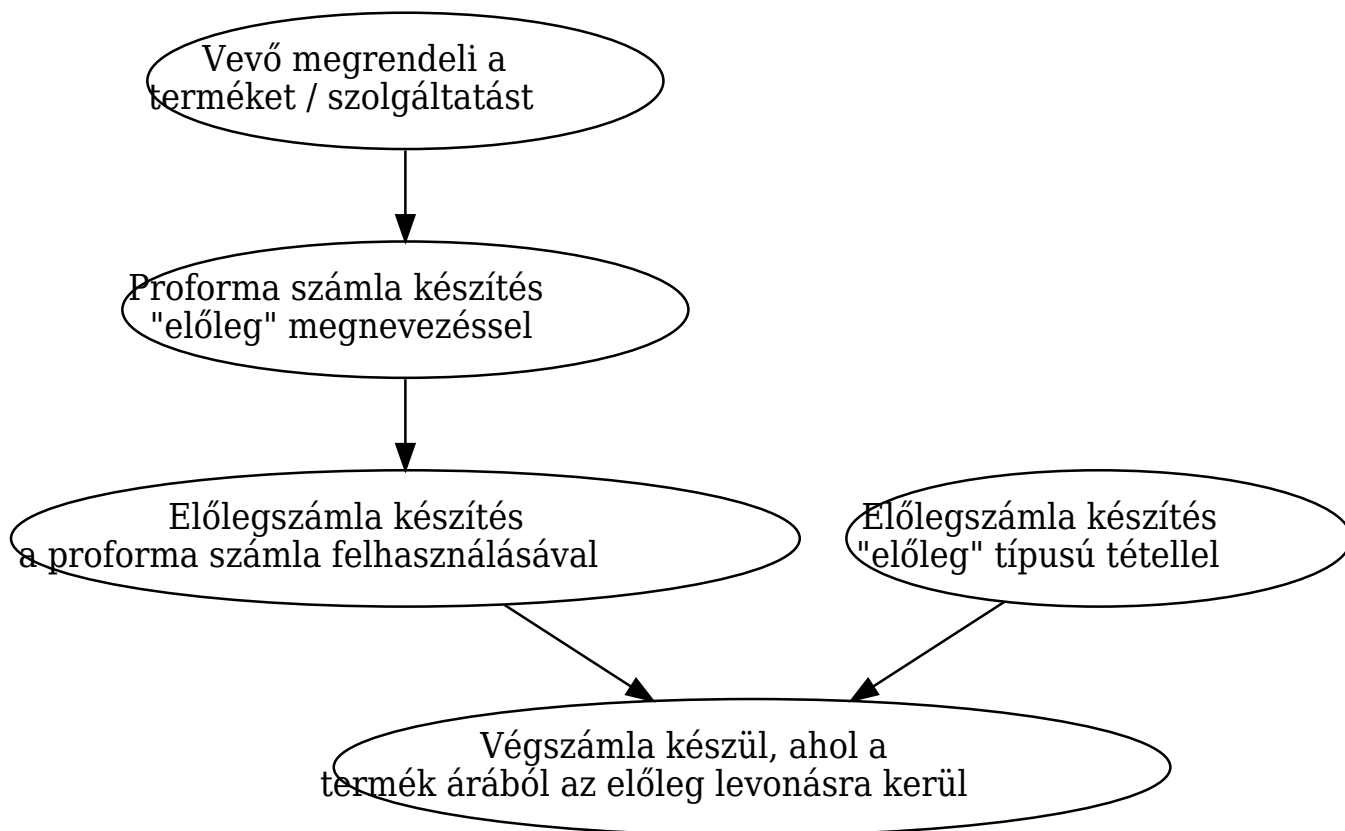 Vevő megrendeli a
terméket / szolgáltatást
Proforma számla készítés
"előleg" megnevezéssel
Előlegszámla készítés
a proforma számla felhasználásával
Előlegszámla készítés
"előleg" típusú tétellel
Végszámla készül, ahol a
termék árából az előleg levonásra kerül